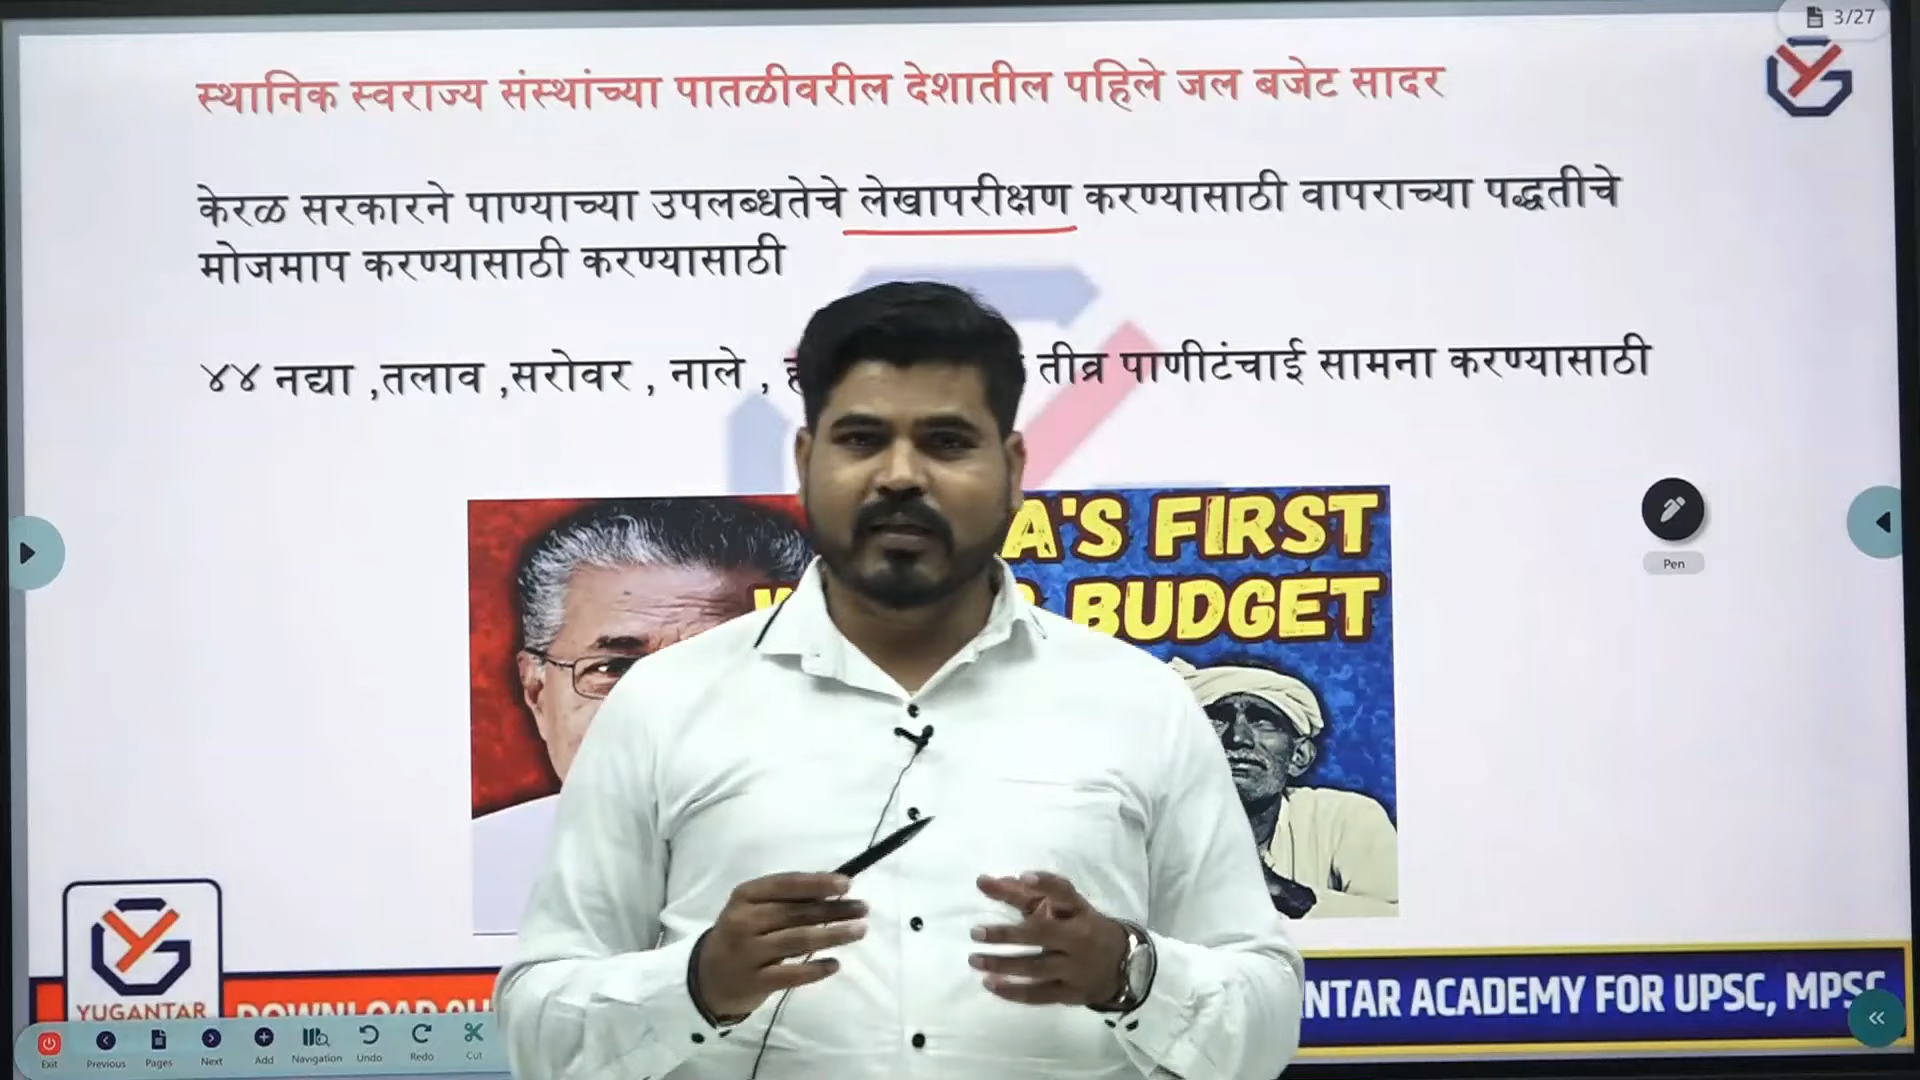 3/27
स्थानिक स्वराज्य संस्थांच्या पातळीवरील देशातील पहिले जल बजेट सादर
केरळ सरकारने पाण्याच्या उपलब्धतेचे लेखापरीक्षण करण्यासाठी वापराच्या पद्धतीचे
मोजमाप करण्यासाठी करण्यासाठी
४४ नद्या ,तलाव ,सरोवर , नाले , तीव्र पाणीटंचाई सामना करण्यासाठी
A'S FIRST
BUDGET
Pen
YUGANTAR
DOWNLOAD
NTAR ACADEMY FOR UPSC, MPSC
Exit Previous Pages Next Add Navigation Undo Redo Cut